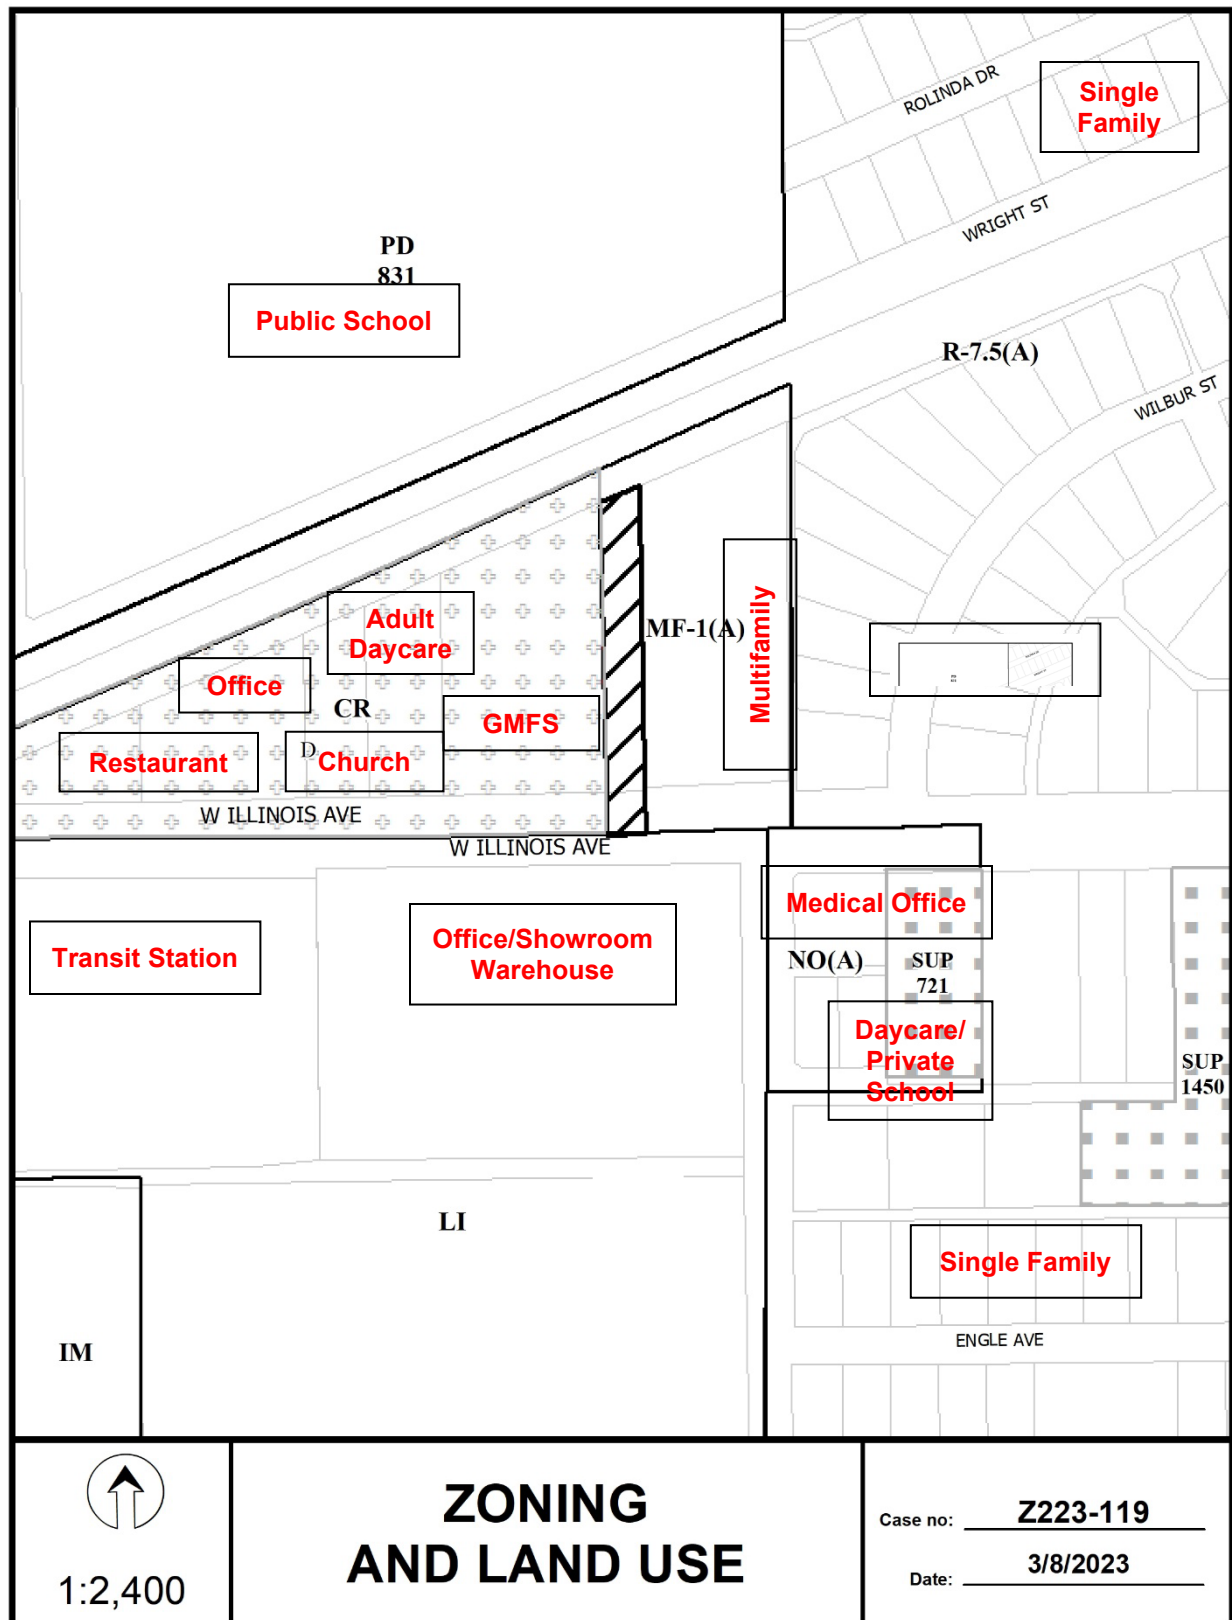 ROLINDA DR
Single
Family
WRIGHT ST
PD
831
Public School
R-7.5(A)
WILBUR ST
Adult
Daycare
MF-1(A)
Multifamily
Office
CR
GMFS
D
Restaurant
Church
W ILLINOIS AVE
W ILLINOIS AVE
Medical Office
Transit Station
Office/Showroom
Warehouse
NO(A)
SUP
721
Daycare/
Private
School
SUP
1450
LI
Single Family
ENGLE AVE
IM
1:2,400
ZONING
AND LAND USE
Case no: Z223-119
Date: 3/8/2023